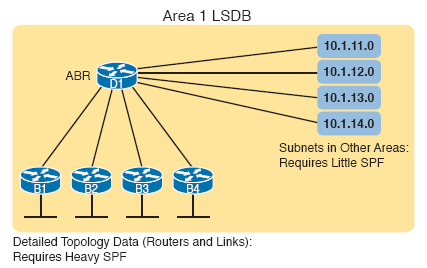 Area 1 LSDB
10.1.11.0
10.1.12.0
10.1.13.0
10.1.14.0
ABR
D1
Subnets in Other Areas:
Requires Little SPF
B1
B2
B3
B4
Detailed Topology Data (Routers and Links):
Requires Heavy SPF